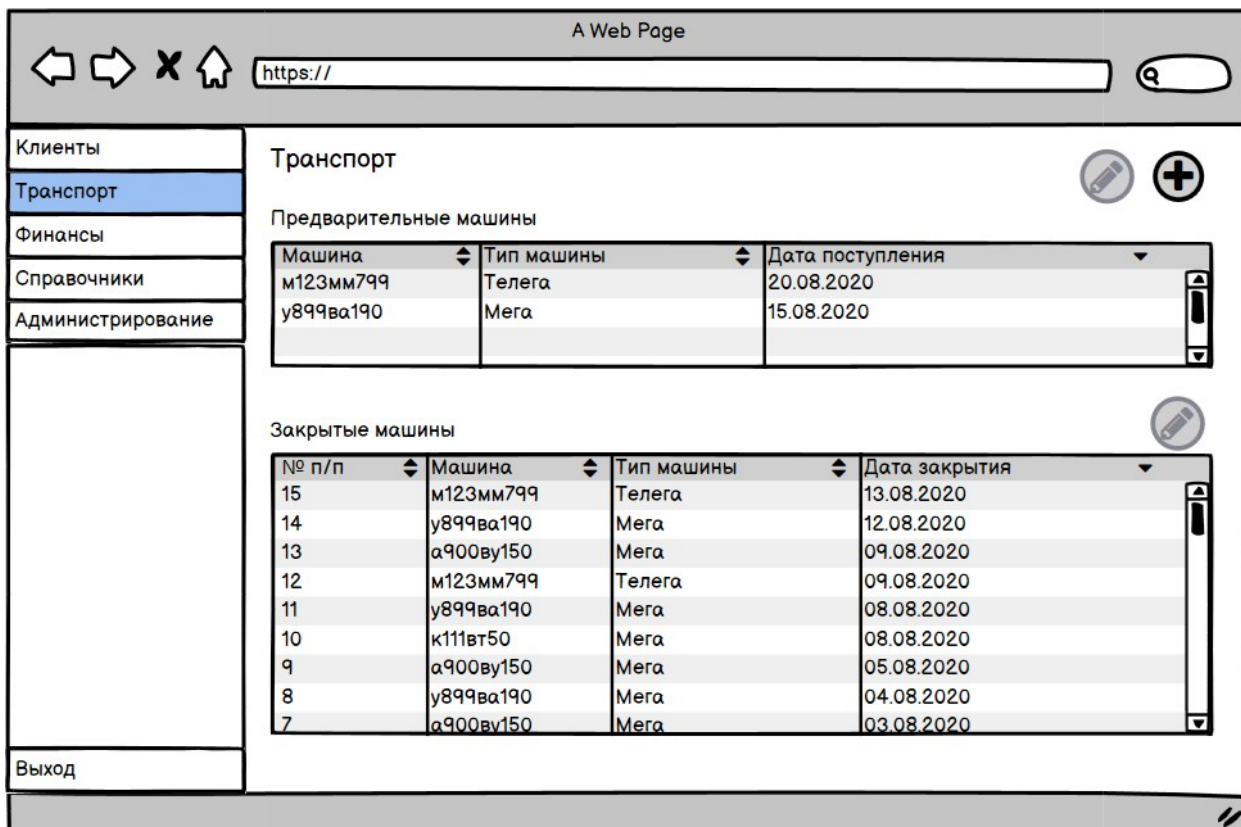 A Web Page
https://
Клиенты
Транспорт
Финансы
Справочники
Администрирование
Выход
Транспорт
Предварительные машины
Машина Тип машины Дата поступления
м123мм799 Телега 20.08.2020
у899ва190 Мега 15.08.2020
Закрытые машины
№ п/п Машина Тип машины Дата закрытия
15 м123мм799 Телега 13.08.2020
14 у899ва190 Мега 12.08.2020
13 а900ву150 Мега 09.08.2020
12 м123мм799 Телега 09.08.2020
11 у899ва190 Мега 08.08.2020
10 к111вт50 Мега 08.08.2020
9 а900ву150 Мега 05.08.2020
8 у899ва190 Мега 04.08.2020
7 а900ву150 Мега 03.08.2020